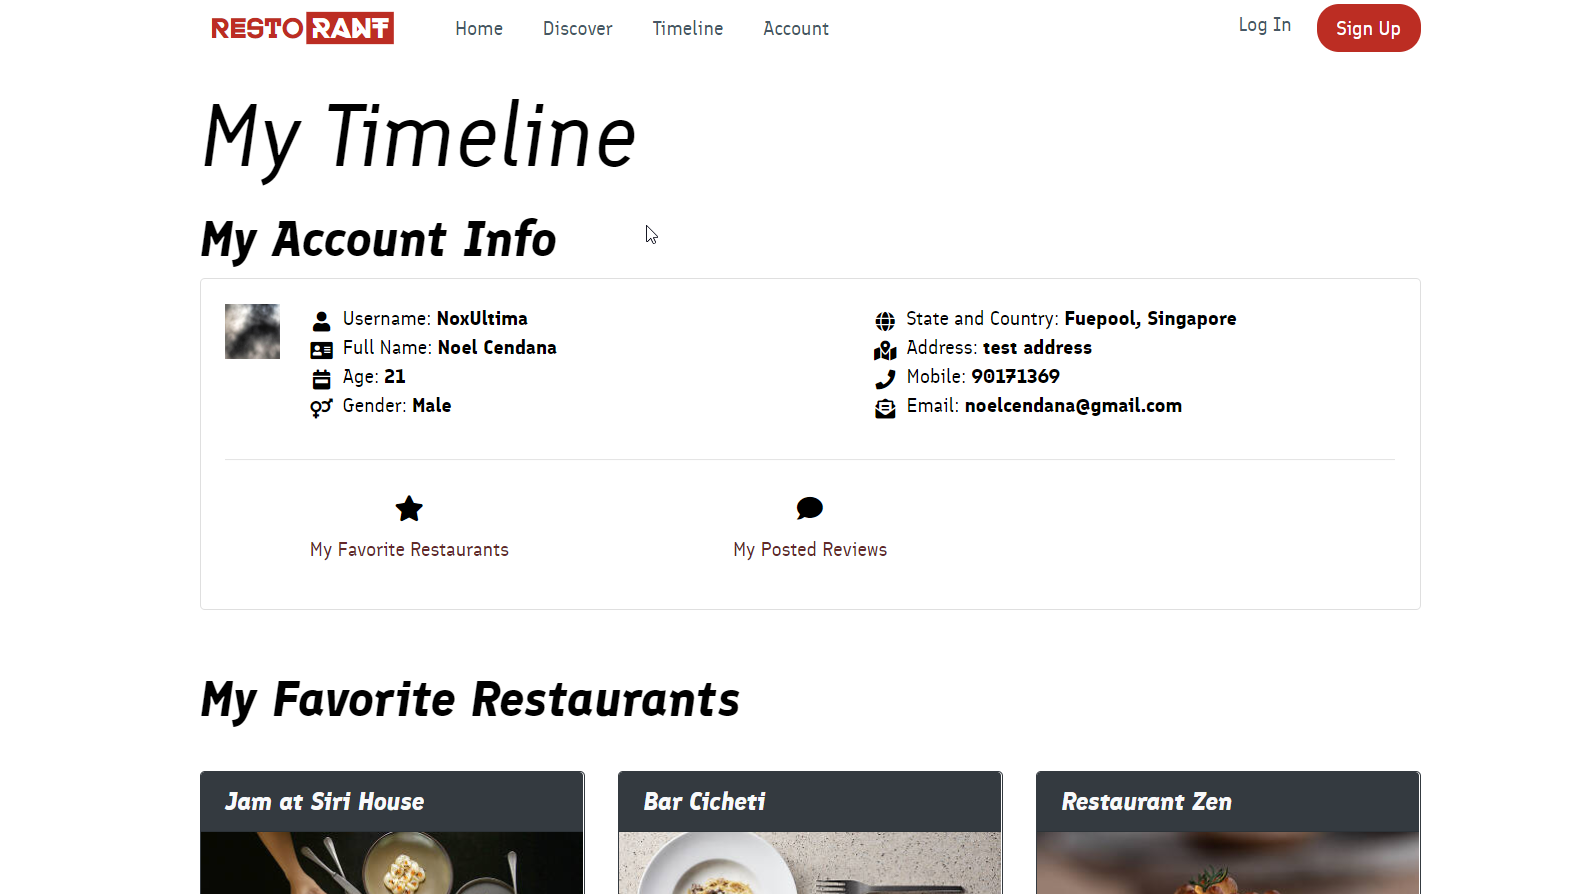 RESTORANT Home Discover Timeline Account Log In Sign Up
My Timeline
My Account Info
Username: NoxUltima
Full Name: Noel Cendana
Age: 21
Gender: Male
State and Country: Fuepool, Singapore
Address: test address
Mobile: 90171369
Email: noelcendana@gmail.com
My Favorite Restaurants
My Posted Reviews
My Favorite Restaurants
Jam at Siri House
Bar Cicheti
Restaurant Zen